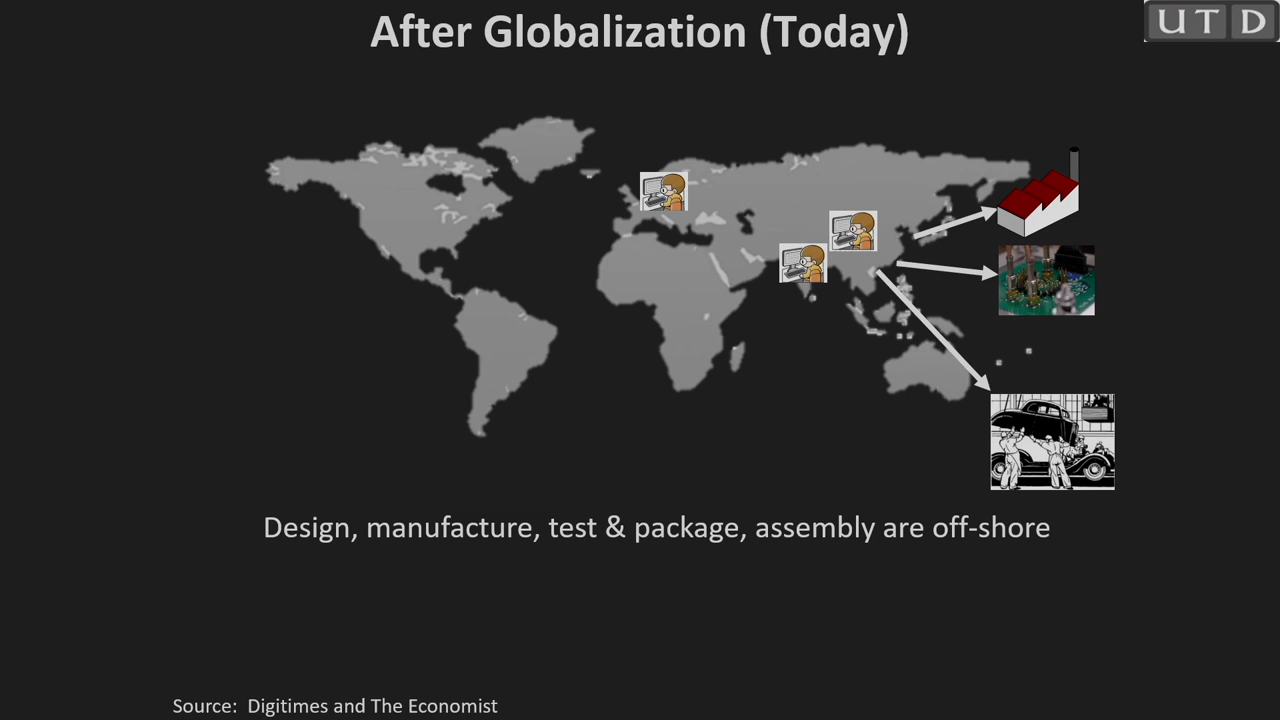 After Globalization (Today)
UTD
Design, manufacture, test & package, assembly are off-shore
Source: Digitimes and The Economist